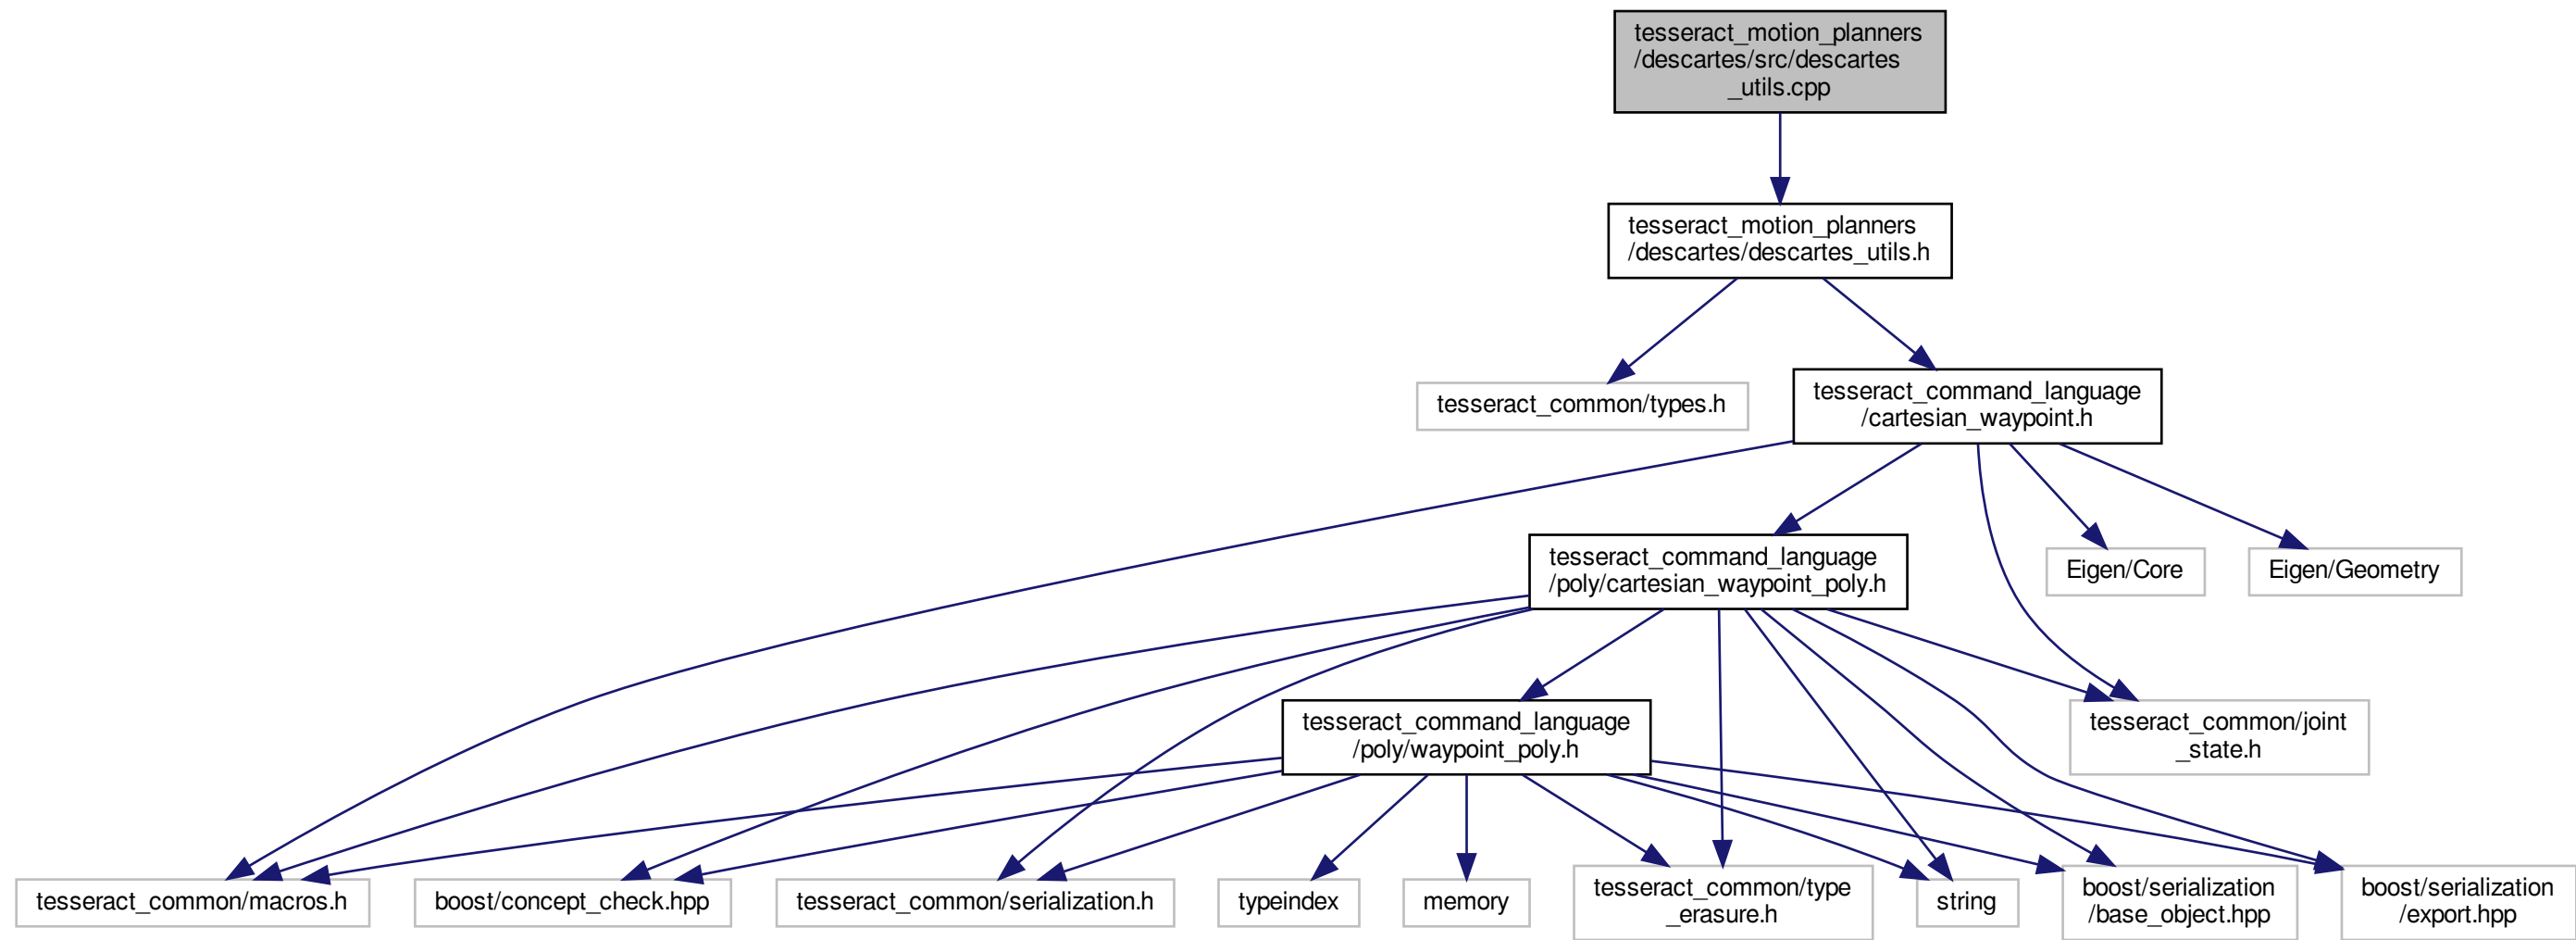 tesseract_motion_planners
/descartes/src/descartes
_utils.cpp
tesseract_motion_planners
/descartes/descartes_utils.h
tesseract_common/types.h
tesseract_command_language
/cartesian_waypoint.h
tesseract_command_language
/poly/cartesian_waypoint_poly.h
Eigen/Core
Eigen/Geometry
tesseract_command_language
/poly/waypoint_poly.h
tesseract_common/joint
_state.h
tesseract_common/macros.h
boost/concept_check.hpp
tesseract_common/serialization.h
typeindex
memory
tesseract_common/type
_erasure.h
string
boost/serialization
/base_object.hpp
boost/serialization
/export.hpp